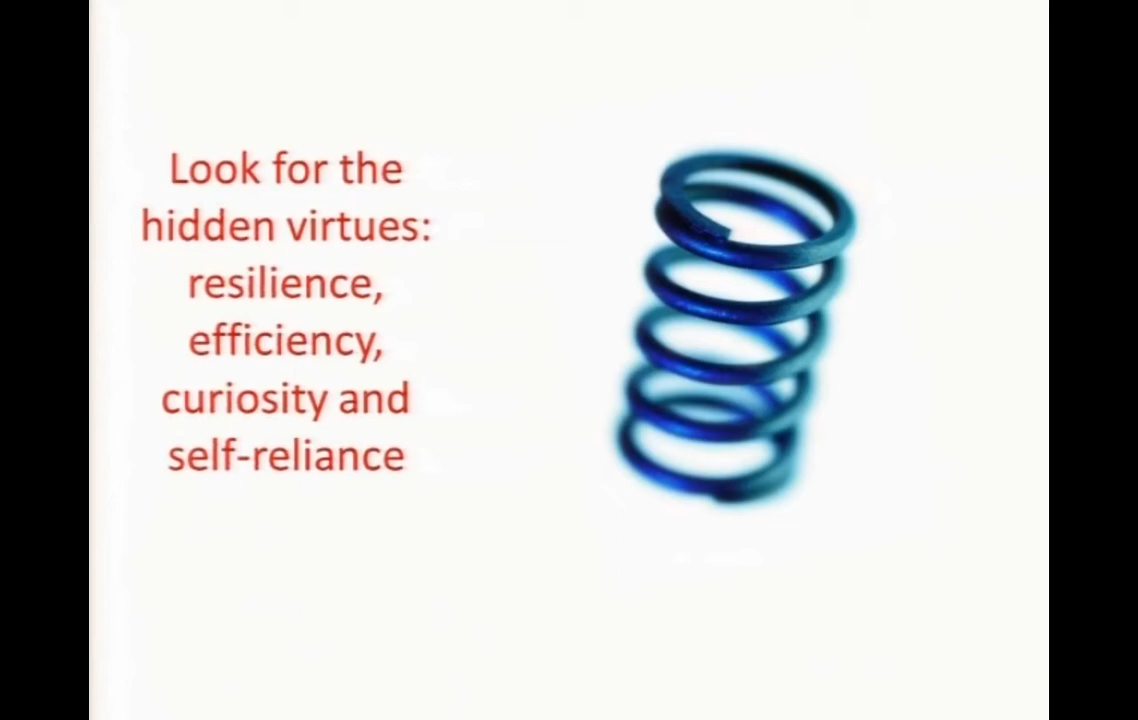 Look for the
hidden virtues:
resilience,
efficiency,
curiosity and
self-reliance